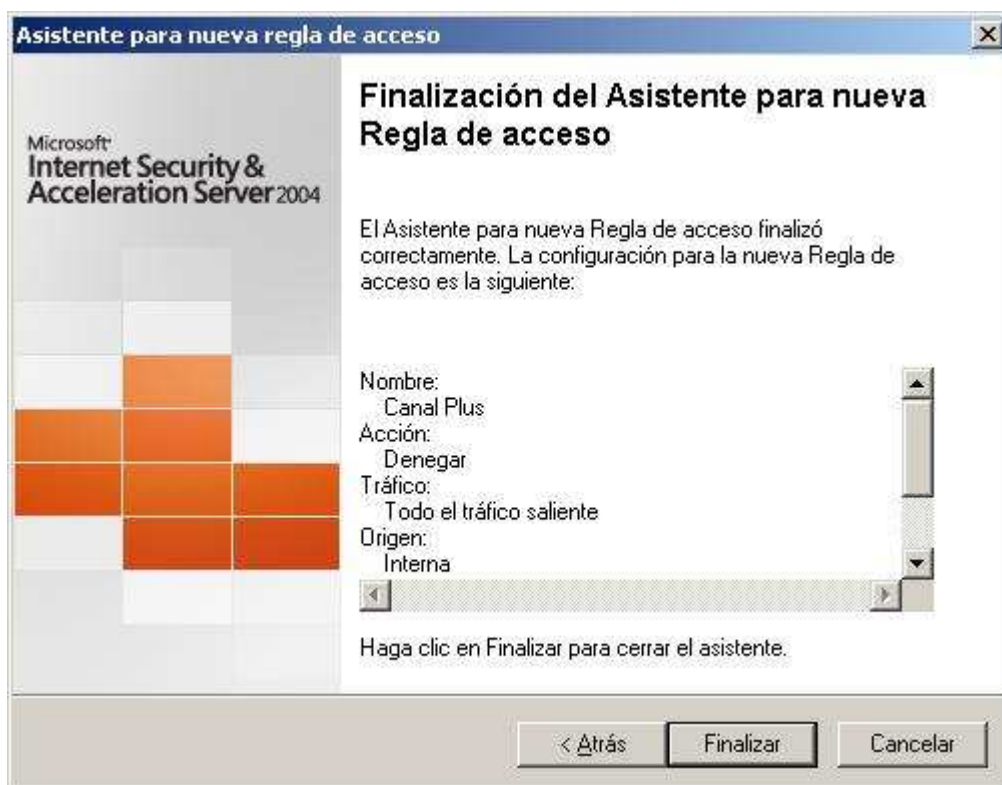 Asistente para nueva regla de acceso
Microsoft
Internet Security &
Acceleration Server 2004
Finalización del Asistente para nueva
Regla de acceso
El Asistente para nueva Regla de acceso finalizó
correctamente. La configuración para la nueva Regla de
acceso es la siguiente:
Nombre:
Canal Plus
Acción:
Denegar
Tráfico:
Todo el tráfico saliente
Origen:
Interna
Haga clic en Finalizar para cerrar el asistente.
< Atrás
Finalizar
Cancelar